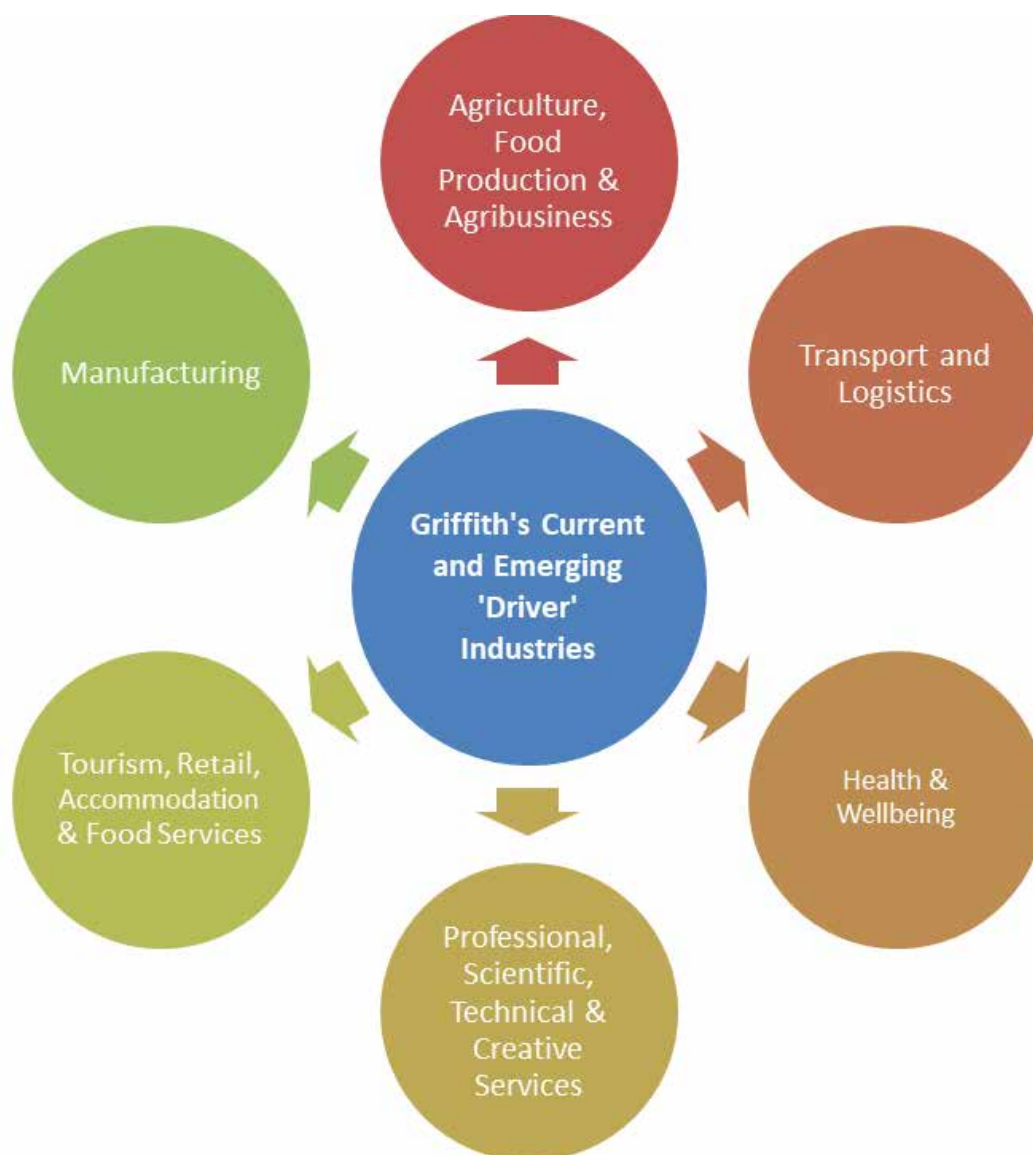 Agriculture,
Food
Production &
Agribusiness
Transport and
Logistics
Health &
Wellbeing
Professional,
Scientific,
Technical &
Creative
Services
Tourism, Retail,
Accommodation
& Food Services
Manufacturing
Griffith's Current
and Emerging
'Driver'
Industries